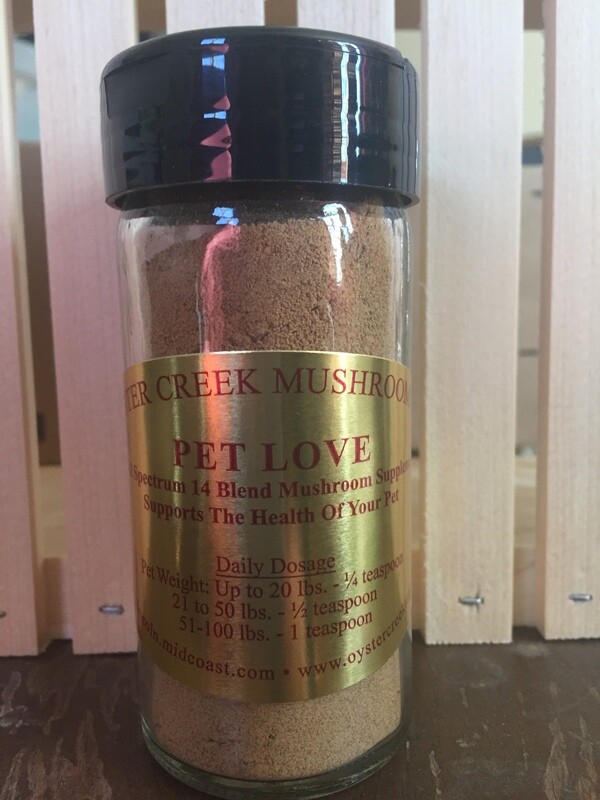 TER CREEK MUSHROOM
PET LOVE
Spectrum 14 Blend Mushroom Supple
Supports The Health Of Your Pet
Daily Dosage
Pet Weight: Up to 20 lbs. - ¼ teaspoon
21 to 50 lbs. - ½ teaspoon
51-100 lbs. - 1 teaspoon
oin.midcoast.com • www.oystercree